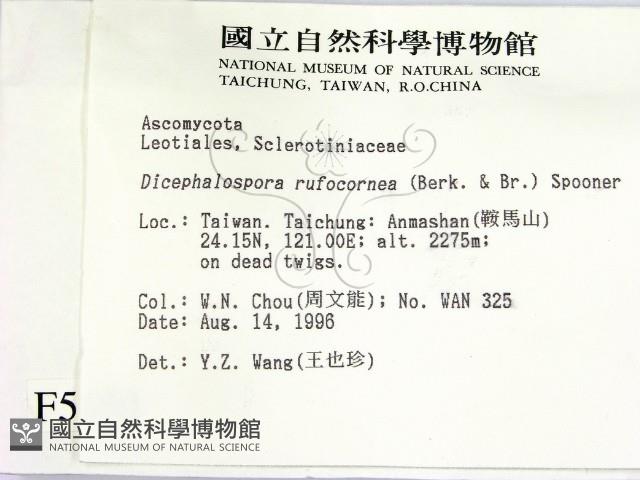 國立自然科學博物館
NATIONAL MUSEUM OF NATURAL SCIENCE
TAICHUNG, TAIWAN, R.O.CHINA
Ascomycota
Leotiales, Sclerotiniaceae
Dicephalospora rufocornea (Berk. & Br.) Spooner
Loc.: Taiwan. Taichung: Anmashan(鞍馬山)
24.15N, 121.00E; alt. 2275m;
on dead twigs.
Col.: W.N. Chou(周文能); No. WAN 325
Date: Aug. 14, 1996
Det.: Y.Z. Wang(王也珍)
F5
國立自然科學博物館
NATIONAL MUSEUM OF NATURAL SCIENCE